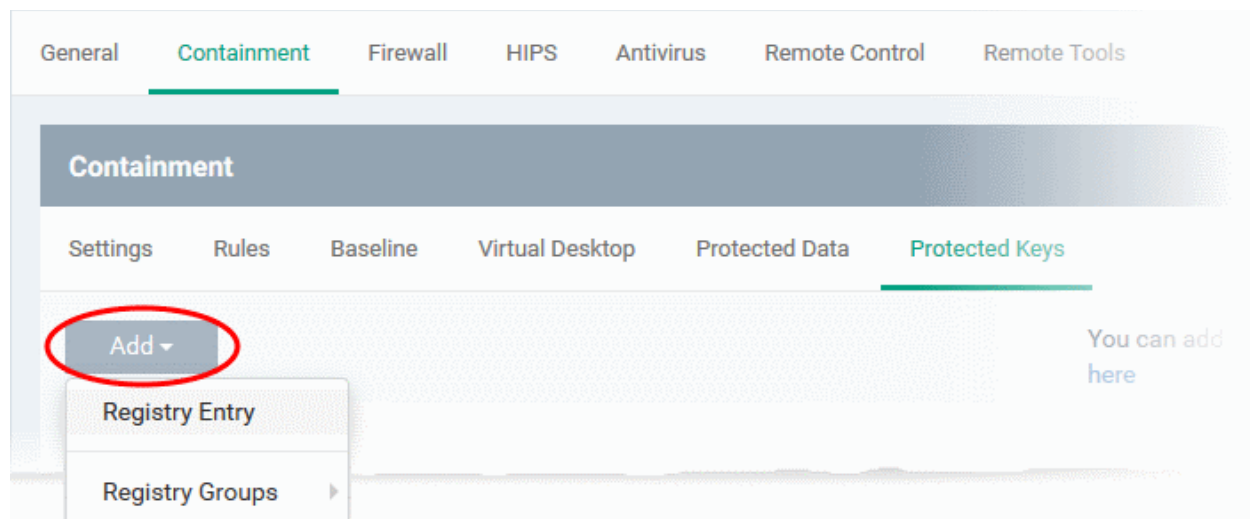 General Containment Firewall HIPS Antivirus Remote Control Remote Tools
Containment
Settings Rules Baseline Virtual Desktop Protected Data Protected Keys
Add
You can add
here
Registry Entry
Registry Groups